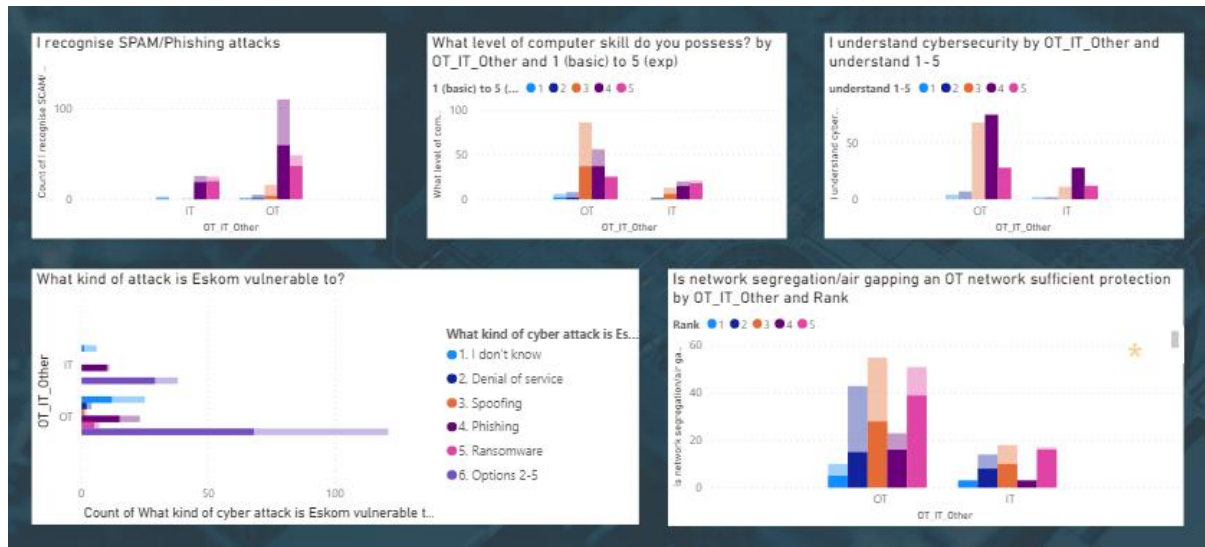 I recognise SPAM/Phishing attacks
Count of I recognise SCAM/ ...
100
0
IT
OT
OT_IT_Other
What level of computer skill do you possess? by
OT_IT_Other and 1 (basic) to 5 (exp)
1 (basic) to 5 (... 1 2 3 4 5
What level of com...
100
50
0
OT
IT
OT_IT_Other
I understand cybersecurity by OT_IT_Other and
understand 1-5
understand 1-5 1 2 3 4 5
I understand cyber...
50
0
OT
IT
OT_IT_Other
What kind of attack is Eskom vulnerable to?
OT_IT_Other
IT
OT
0
50
100
Count of What kind of cyber attack is Eskom vulnerable t...
What kind of cyber attack is Es...
1. I don't know
2. Denial of service
3. Spoofing
4. Phishing
5. Ransomware
6. Options 2-5
Is network segregation/air gapping an OT network sufficient protection
by OT_IT_Other and Rank
Rank 1 2 3 4 5
Is network segregation/air ga...
60
40
20
0
OT
IT
OT_IT_Other
*